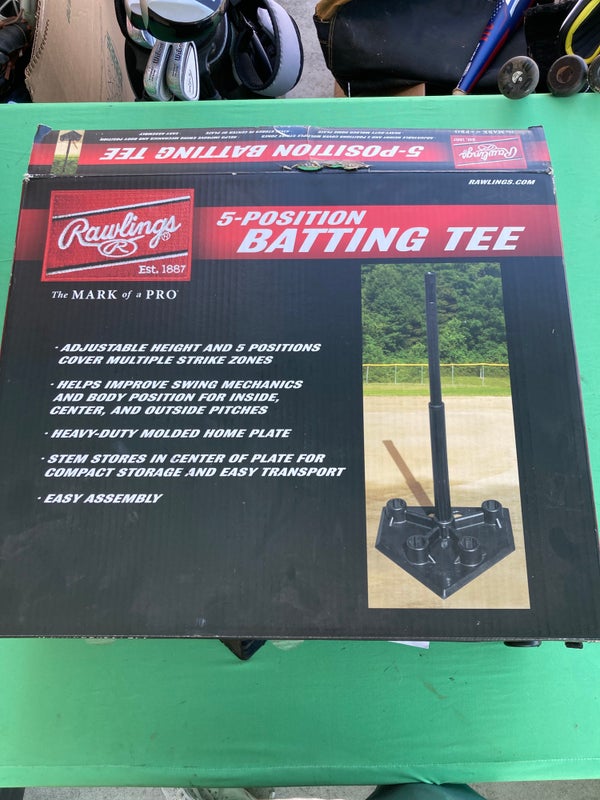 5-POSITION BATTING TEE
Rawlings
RAWLINGS.COM
Rawlings
R
Est. 1887
The MARK of a PRO
5-POSITION
BATTING TEE
· ADJUSTABLE HEIGHT AND 5 POSITIONS
COVER MULTIPLE STRIKE ZONES
· HELPS IMPROVE SWING MECHANICS
AND BODY POSITION FOR INSIDE,
CENTER, AND OUTSIDE PITCHES
· HEAVY-DUTY MOLDED HOME PLATE
· STEM STORES IN CENTER OF PLATE FOR
COMPACT STORAGE AND EASY TRANSPORT
· EASY ASSEMBLY